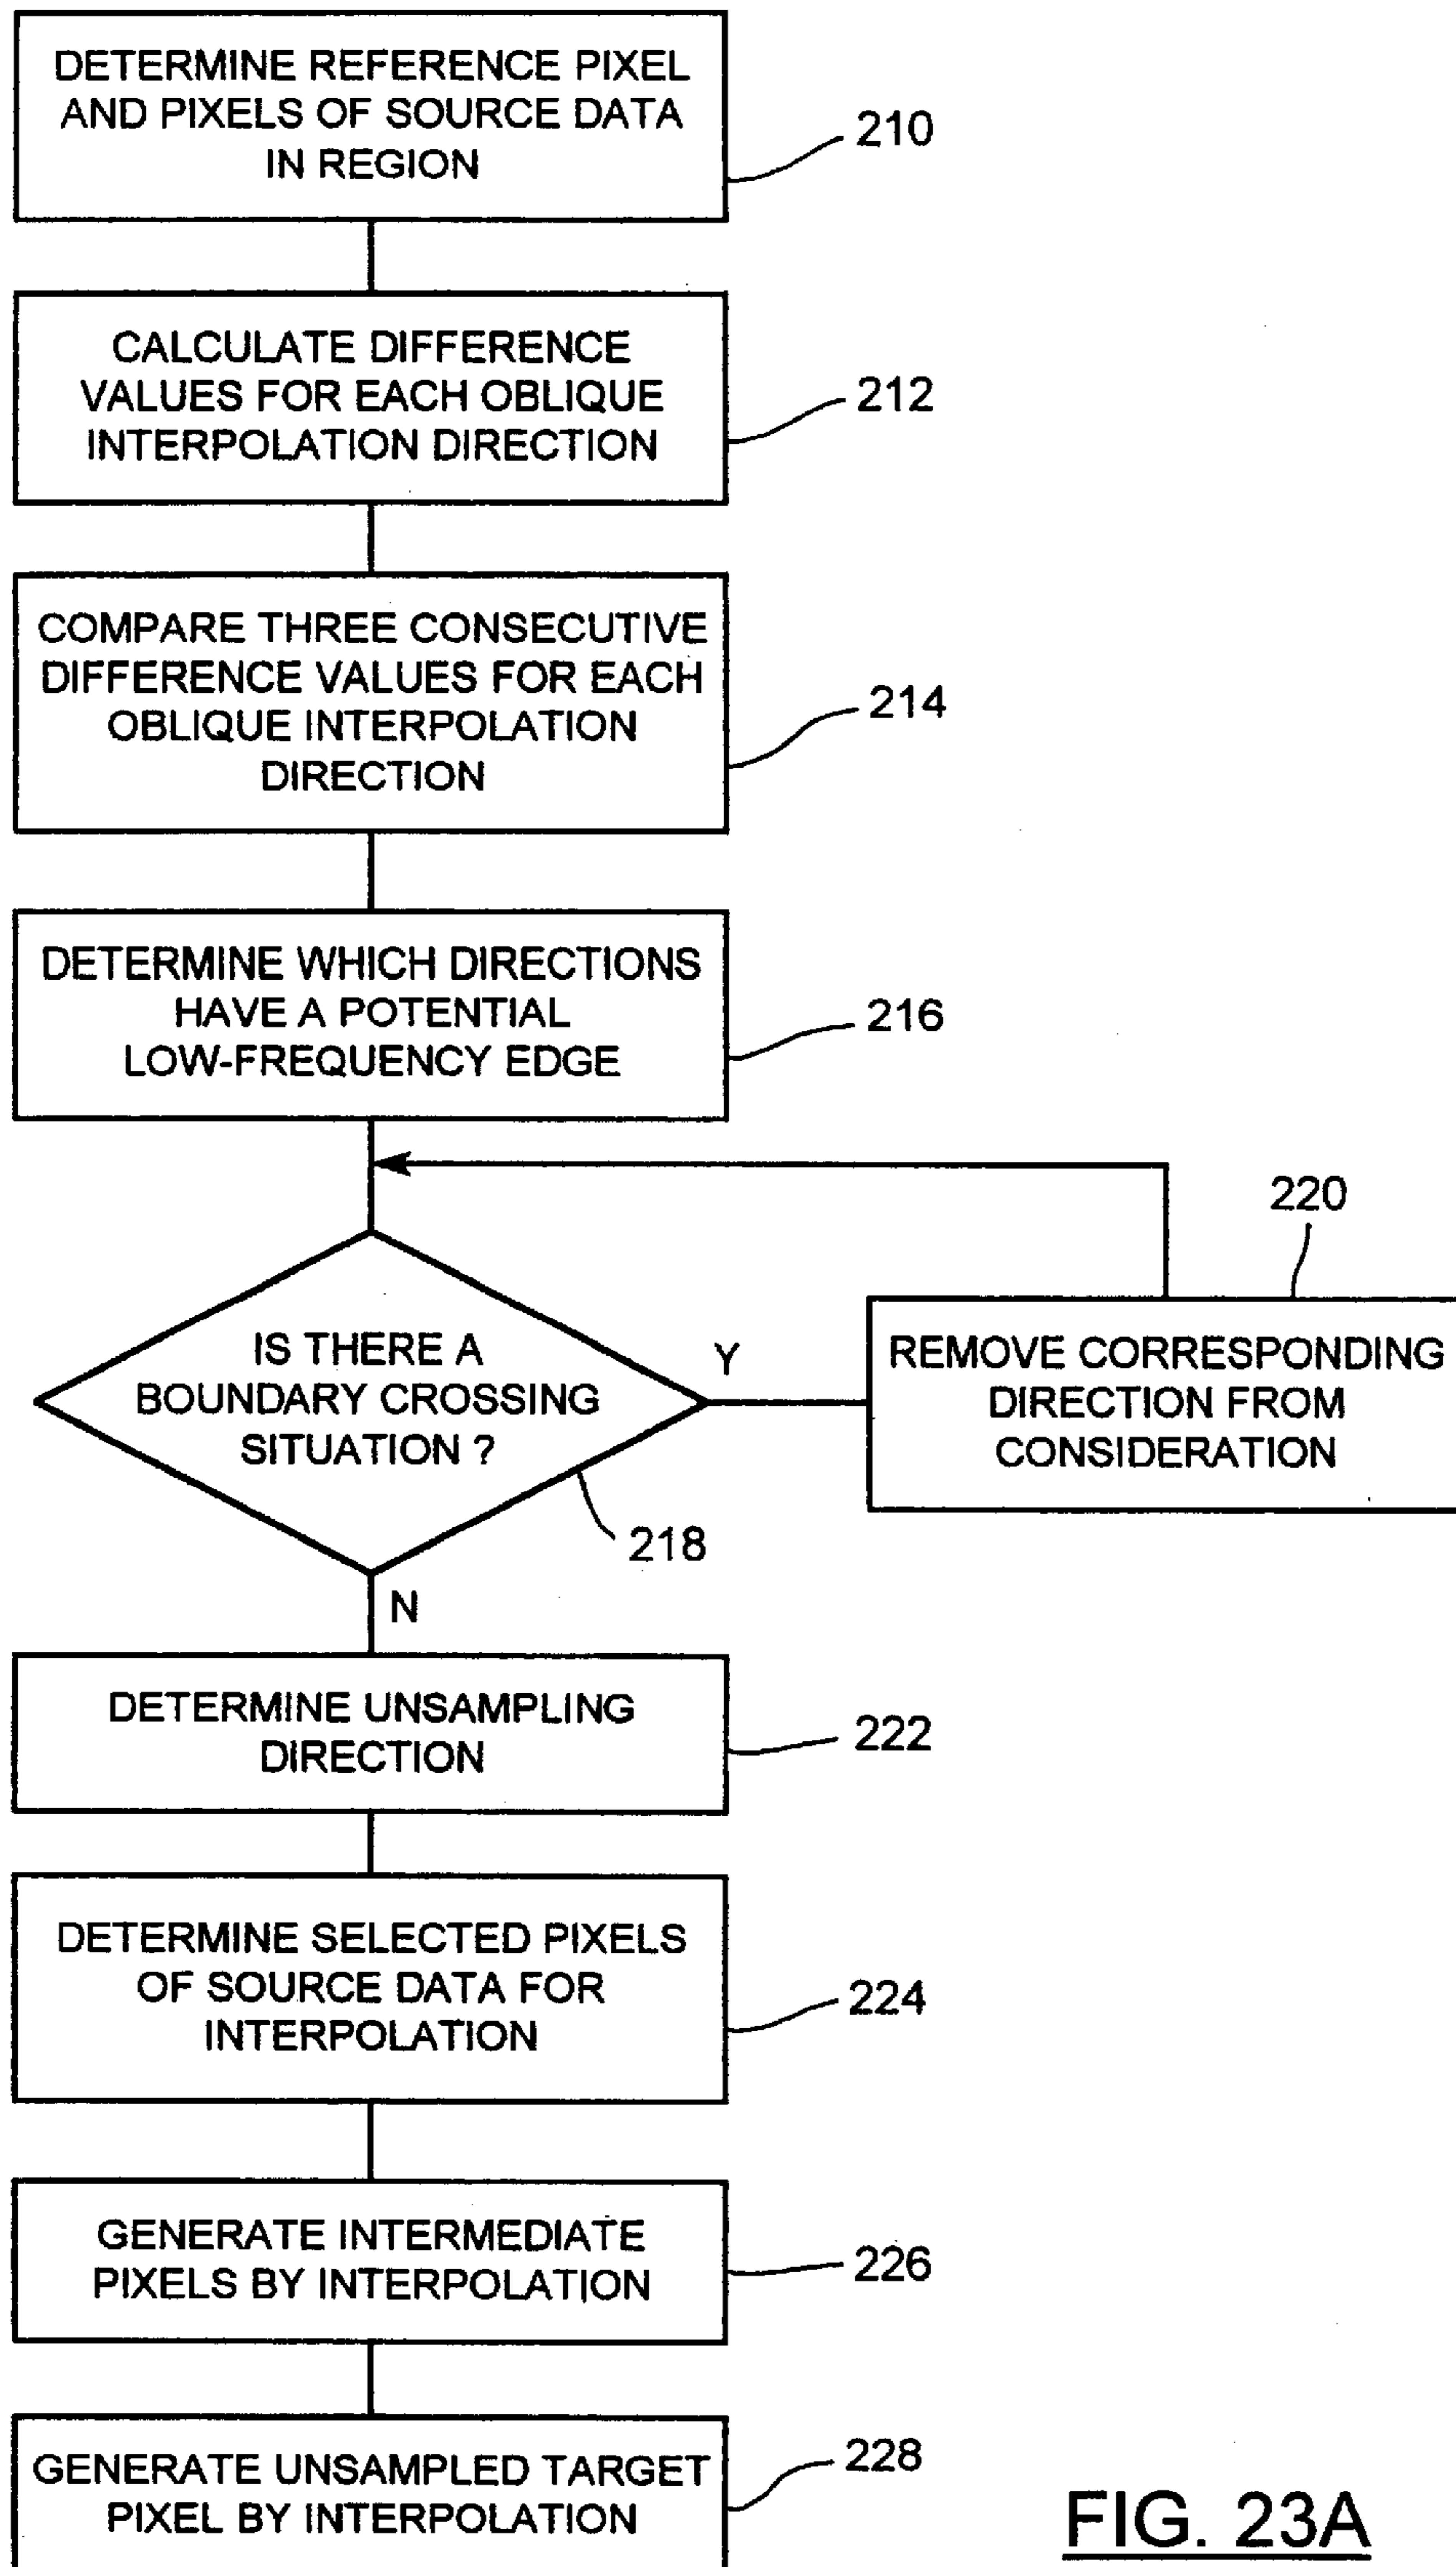 DETERMINE REFERENCE PIXEL
AND PIXELS OF SOURCE DATA
IN REGION
210
CALCULATE DIFFERENCE
VALUES FOR EACH OBLIQUE
INTERPOLATION DIRECTION
212
COMPARE THREE CONSECUTIVE
DIFFERENCE VALUES FOR EACH
OBLIQUE INTERPOLATION
DIRECTION
214
DETERMINE WHICH DIRECTIONS
HAVE A POTENTIAL
LOW-FREQUENCY EDGE
216
IS THERE A
BOUNDARY CROSSING
SITUATION ?
218
Y
220
REMOVE CORRESPONDING
DIRECTION FROM
CONSIDERATION
N
DETERMINE UNSAMPLING
DIRECTION
222
DETERMINE SELECTED PIXELS
OF SOURCE DATA FOR
INTERPOLATION
224
GENERATE INTERMEDIATE
PIXELS BY INTERPOLATION
226
GENERATE UNSAMPLED TARGET
PIXEL BY INTERPOLATION
228
FIG. 23A